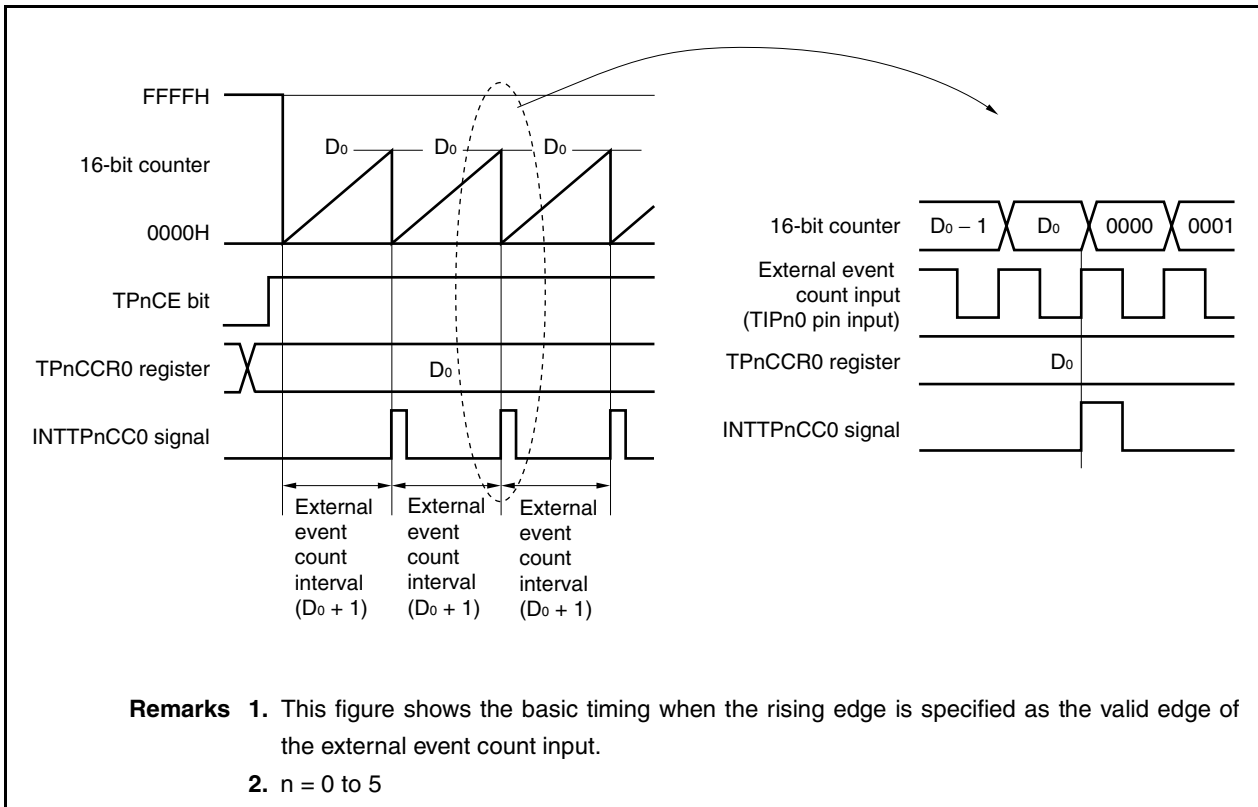 FFFFH
16-bit counter
0000H
D0
D0
D0
TPnCE bit
TPnCCR0 register
D0
INTTPnCC0 signal
External
event
count
interval
(D0 + 1)
External
event
count
interval
(D0 + 1)
External
event
count
interval
(D0 + 1)
16-bit counter
D0 − 1
D0
0000
0001
External event
count input
(TIPn0 pin input)
TPnCCR0 register
D0
INTTPnCC0 signal
Remarks 1. This figure shows the basic timing when the rising edge is specified as the valid edge of
the external event count input.
2. n = 0 to 5